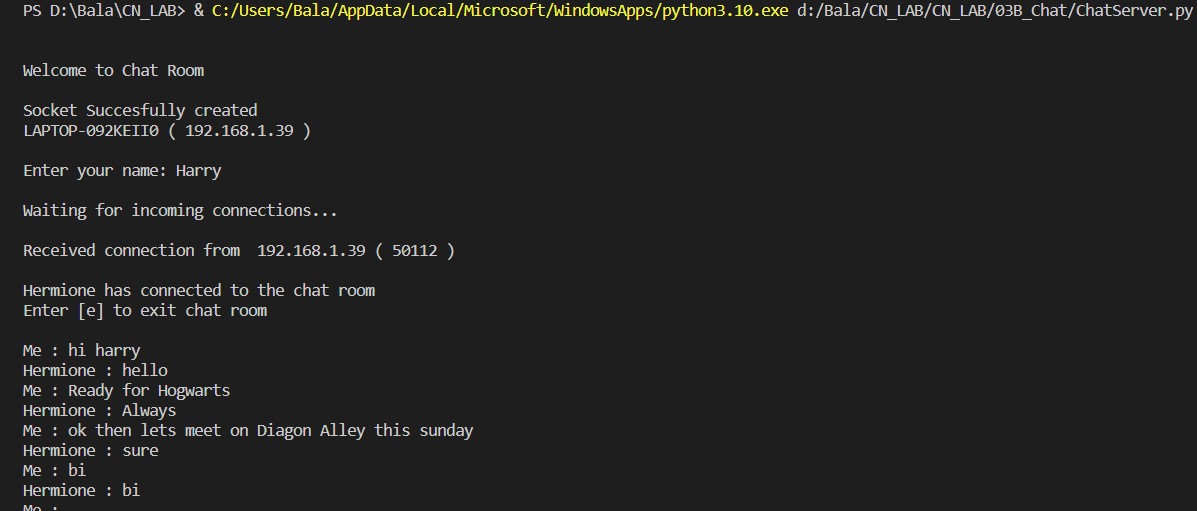 PS D:\Bala\CN_LAB> & C:/Users/Bala/AppData/Local/Microsoft/WindowsApps/python3.10.exe d:/Bala/CN_LAB/CN_LAB/03B_Chat/ChatServer.py
Welcome to Chat Room
Socket Succesfully created
LAPTOP-092KEII0 ( 192.168.1.39 )
Enter your name: Harry
Waiting for incoming connections...
Received connection from  192.168.1.39 ( 50112 )
Hermione has connected to the chat room
Enter [e] to exit chat room
Me : hi harry
Hermione : hello
Me : Ready for Hogwarts
Hermione : Always
Me : ok then lets meet on Diagon Alley this sunday
Hermione : sure
Me : bi
Hermione : bi
Me :